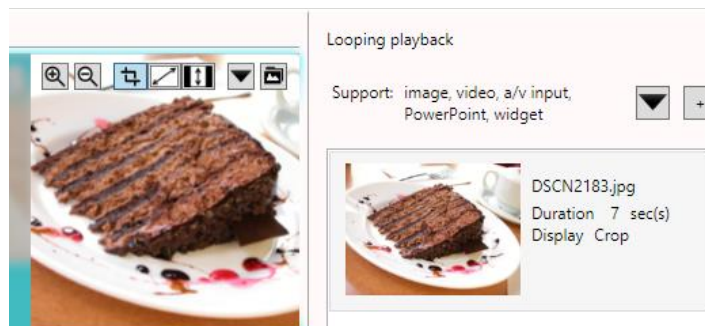 Looping playback
Support: image, video, a/v input,
PowerPoint, widget
+
DSCN2183.jpg
Duration 7 sec(s)
Display Crop